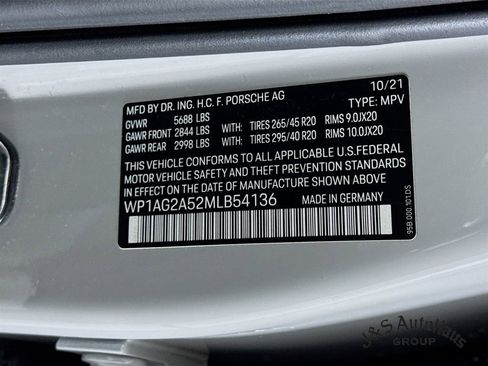 MFD BY DR. ING. H.C. F. PORSCHE AG 10/21
GVWR 5688 LBS TYPE: MPV
GAWR FRONT 2844 LBS WITH: TIRES 265/45 R20 RIMS 9.0JX20
GAWR REAR 2998 LBS WITH: TIRES 295/40 R20 RIMS 10.0JX20
THIS VEHICLE CONFORMS TO ALL APPLICABLE U.S.FEDERAL
MOTOR VEHICLE SAFETY AND THEFT PREVENTION STANDARDS
IN EFFECT ON THE DATE OF MANUFACTURE SHOWN ABOVE.
WP1AG2A52MLB54136 MADE IN GERMANY
95B.000.101.DS
J&S AutoHaus
GROUP